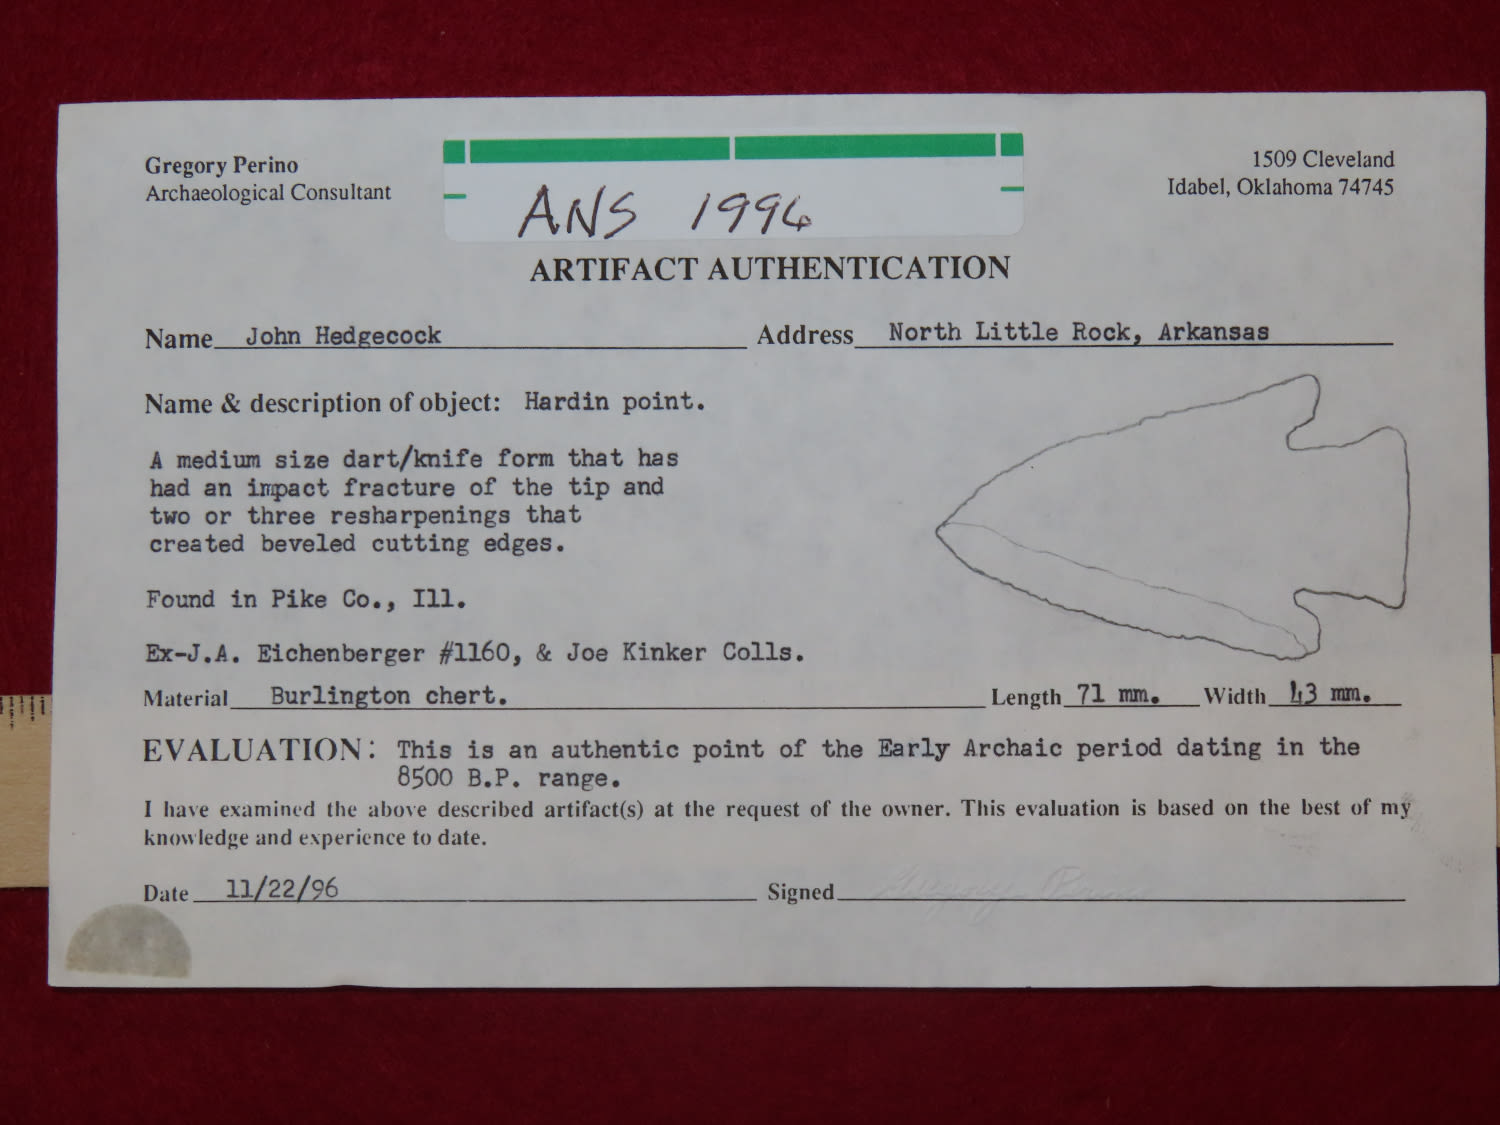 Gregory Perino
Archaeological Consultant
ANS 1996
1509 Cleveland
Idabel, Oklahoma 74745
ARTIFACT AUTHENTICATION
Name John Hedgecock Address North Little Rock, Arkansas
Name & description of object: Hardin point.
A medium size dart/knife form that has
had an impact fracture of the tip and
two or three resharpenings that
created beveled cutting edges.
Found in Pike Co., Ill.
Ex-J.A. Eichenberger #1160, & Joe Kinker Colls.
Material Burlington chert. Length 71 mm. Width 43 mm.
EVALUATION: This is an authentic point of the Early Archaic period dating in the
8500 B.P. range.
I have examined the above described artifact(s) at the request of the owner. This evaluation is based on the best of my
knowledge and experience to date.
Date 11/22/96 Signed Gregory Perino